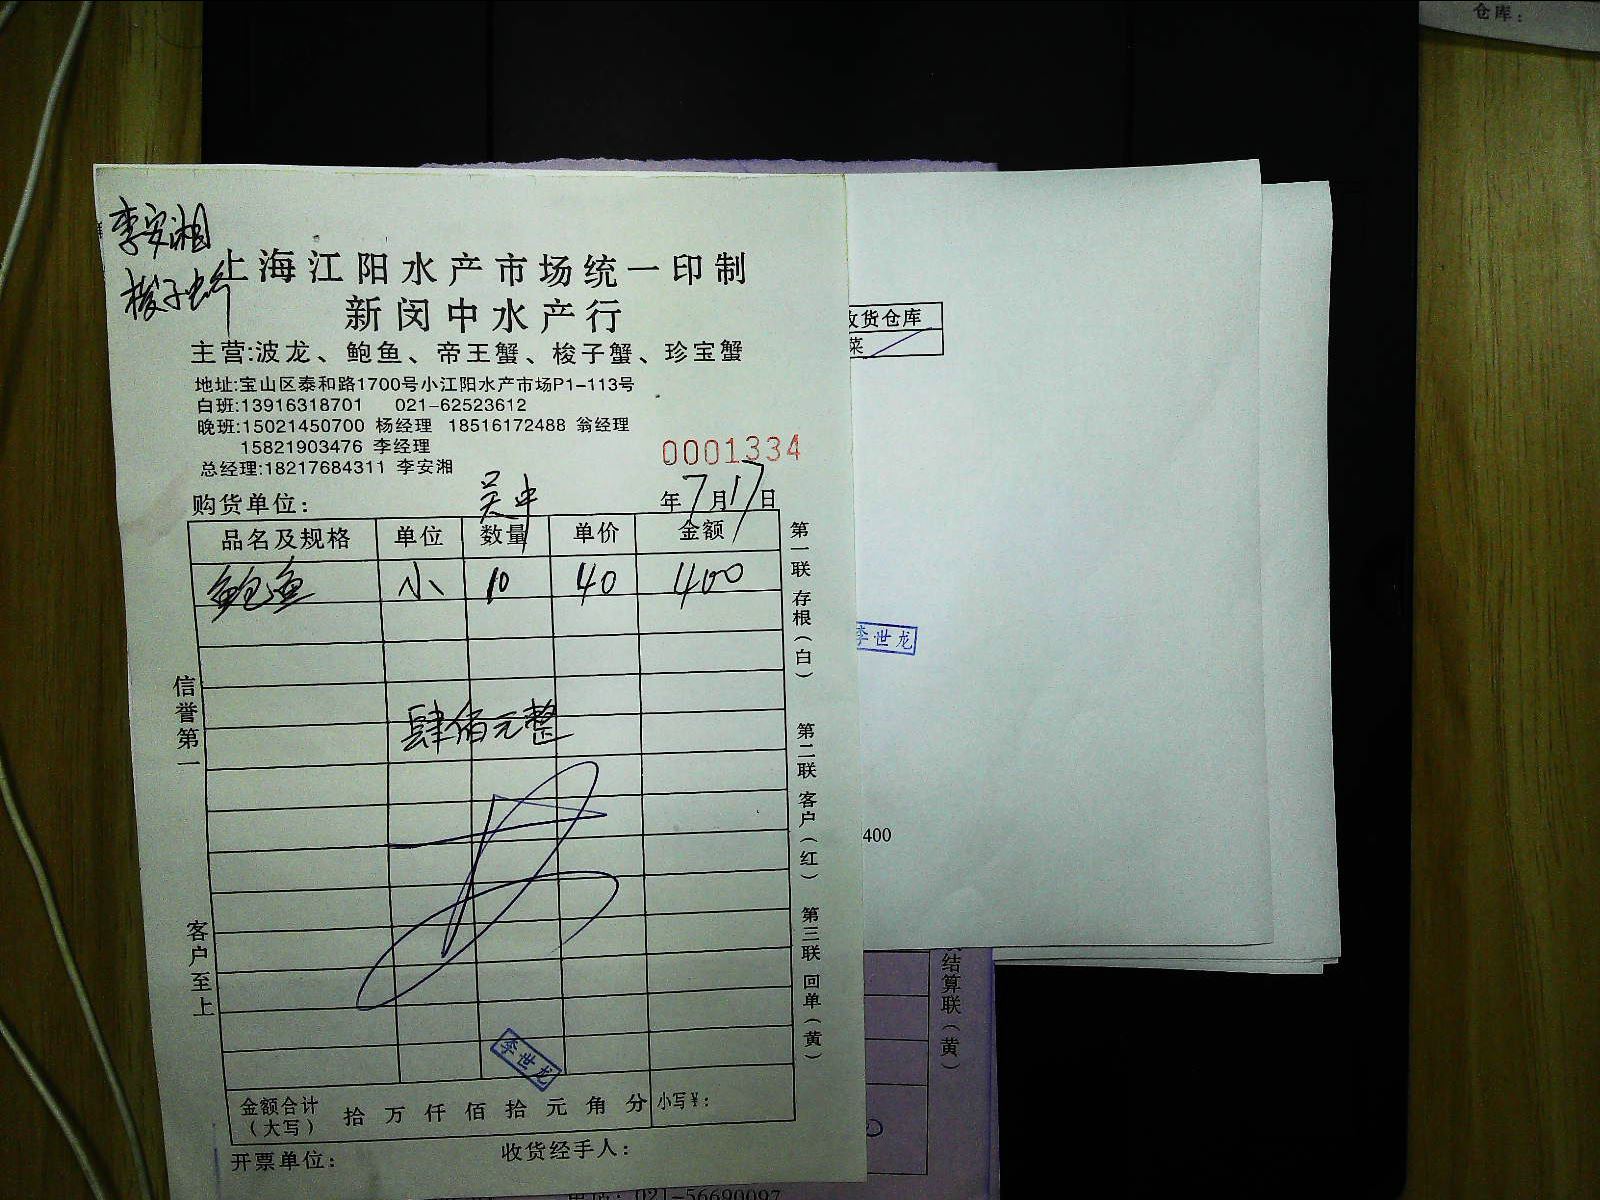 仓库:
李安湘
梭子蟹
上海江阳水产市场统一印制
新闵中水产行
主营:波龙、鲍鱼、帝王蟹、梭子蟹、珍宝蟹
地址:宝山区泰和路1700号小江阳水产市场P1-113号
白班:13916318701 021-62523612
晚班:15021450700 杨经理 18516172488 翁经理
15821903476 李经理
总经理:18217684311 李安湘
0001334
购货单位: 吴中 年7月17日
品名及规格 单位 数量 单价 金额
鲍鱼 小 10 40 400
肆佰元整
李世龙
金额合计(大写) 拾 万 仟 佰 拾 元 角 分 小写¥:
开票单位: 收货经手人:
信誉第一
客户至上
第一联 存根(白)
第二联 客户(红)
第三联 回单(黄)
收货仓库
菜
李世龙
400
结算联(黄)
021-56690097